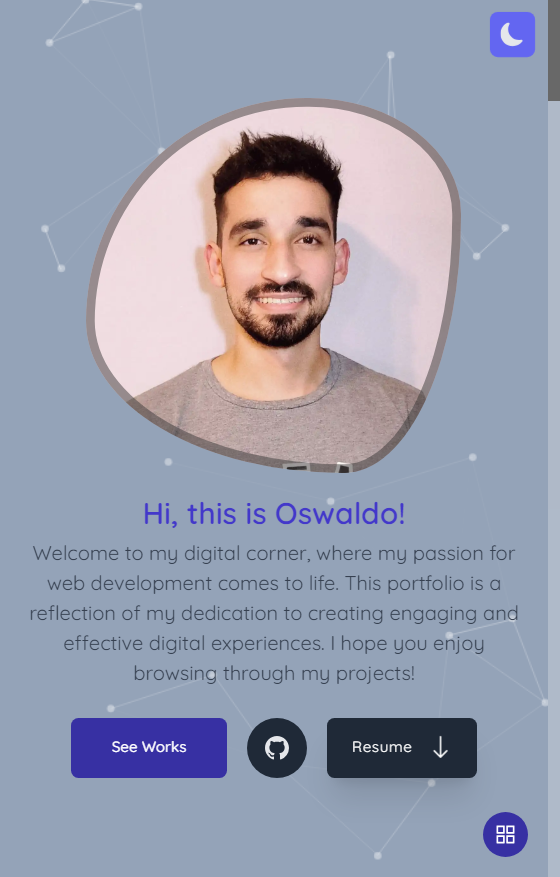 Hi, this is Oswaldo!
Welcome to my digital corner, where my passion for
web development comes to life. This portfolio is a
reflection of my dedication to creating engaging and
effective digital experiences. I hope you enjoy
browsing through my projects!
See Works
Resume